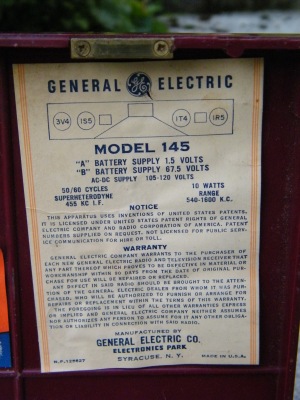 GENERAL GE ELECTRIC
3V4 1S5 1T4 1R5
MODEL 145
"A" BATTERY SUPPLY 1.5 VOLTS
"B" BATTERY SUPPLY 67.5 VOLTS
AC-DC SUPPLY 105-120 VOLTS
50/60 CYCLES 10 WATTS
SUPERHETERODYNE RANGE
455 KC I.F. 540-1600 K.C.
NOTICE
THIS APPARATUS USES INVENTIONS OF UNITED STATES PATENTS.
IT IS LICENSED UNDER UNITED STATES PATENT RIGHTS OF GENERAL
ELECTRIC COMPANY AND RADIO CORPORATION OF AMERICA. PATENT
NUMBERS SUPPLIED ON REQUEST. NOT LICENSED FOR PUBLIC SERV-
ICE COMMUNICATION FOR HIRE OR TOLL.
WARRANTY
GENERAL ELECTRIC COMPANY WARRANTS TO THE PURCHASER OF
EACH NEW GENERAL ELECTRIC RADIO AND TELEVISION RECEIVER THAT
ANY PART THEREOF WHICH PROVES TO BE DEFECTIVE IN MATERIAL OR
WORKMANSHIP WITHIN 90 DAYS FROM THE DATE OF ORIGINAL PUR-
CHASE FOR USE WILL BE REPAIRED OR REPLACED.
ANY DEFECT IN SAID RADIO SHOULD BE BROUGHT TO THE ATTEN-
TION OF THE GENERAL ELECTRIC DEALER FROM WHOM IT WAS PUR-
CHASED, WHO WILL BE AUTHORIZED TO FURNISH OR ARRANGE FOR
REPAIRS OR REPLACEMENT WITHIN THE TERMS OF THIS WARRANTY.
THE FOREGOING IS IN LIEU OF ALL OTHER WARRANTIES EXPRESS
OR IMPLIED AND GENERAL ELECTRIC COMPANY NEITHER ASSUMES
NOR AUTHORIZES ANY PERSON TO ASSUME FOR IT ANY OTHER OBLIGA-
TION OR LIABILITY IN CONNECTION WITH SAID RADIO.
MANUFACTURED BY
GENERAL ELECTRIC CO.
ELECTRONICS PARK
SYRACUSE, N.Y.
MADE IN U.S.A.